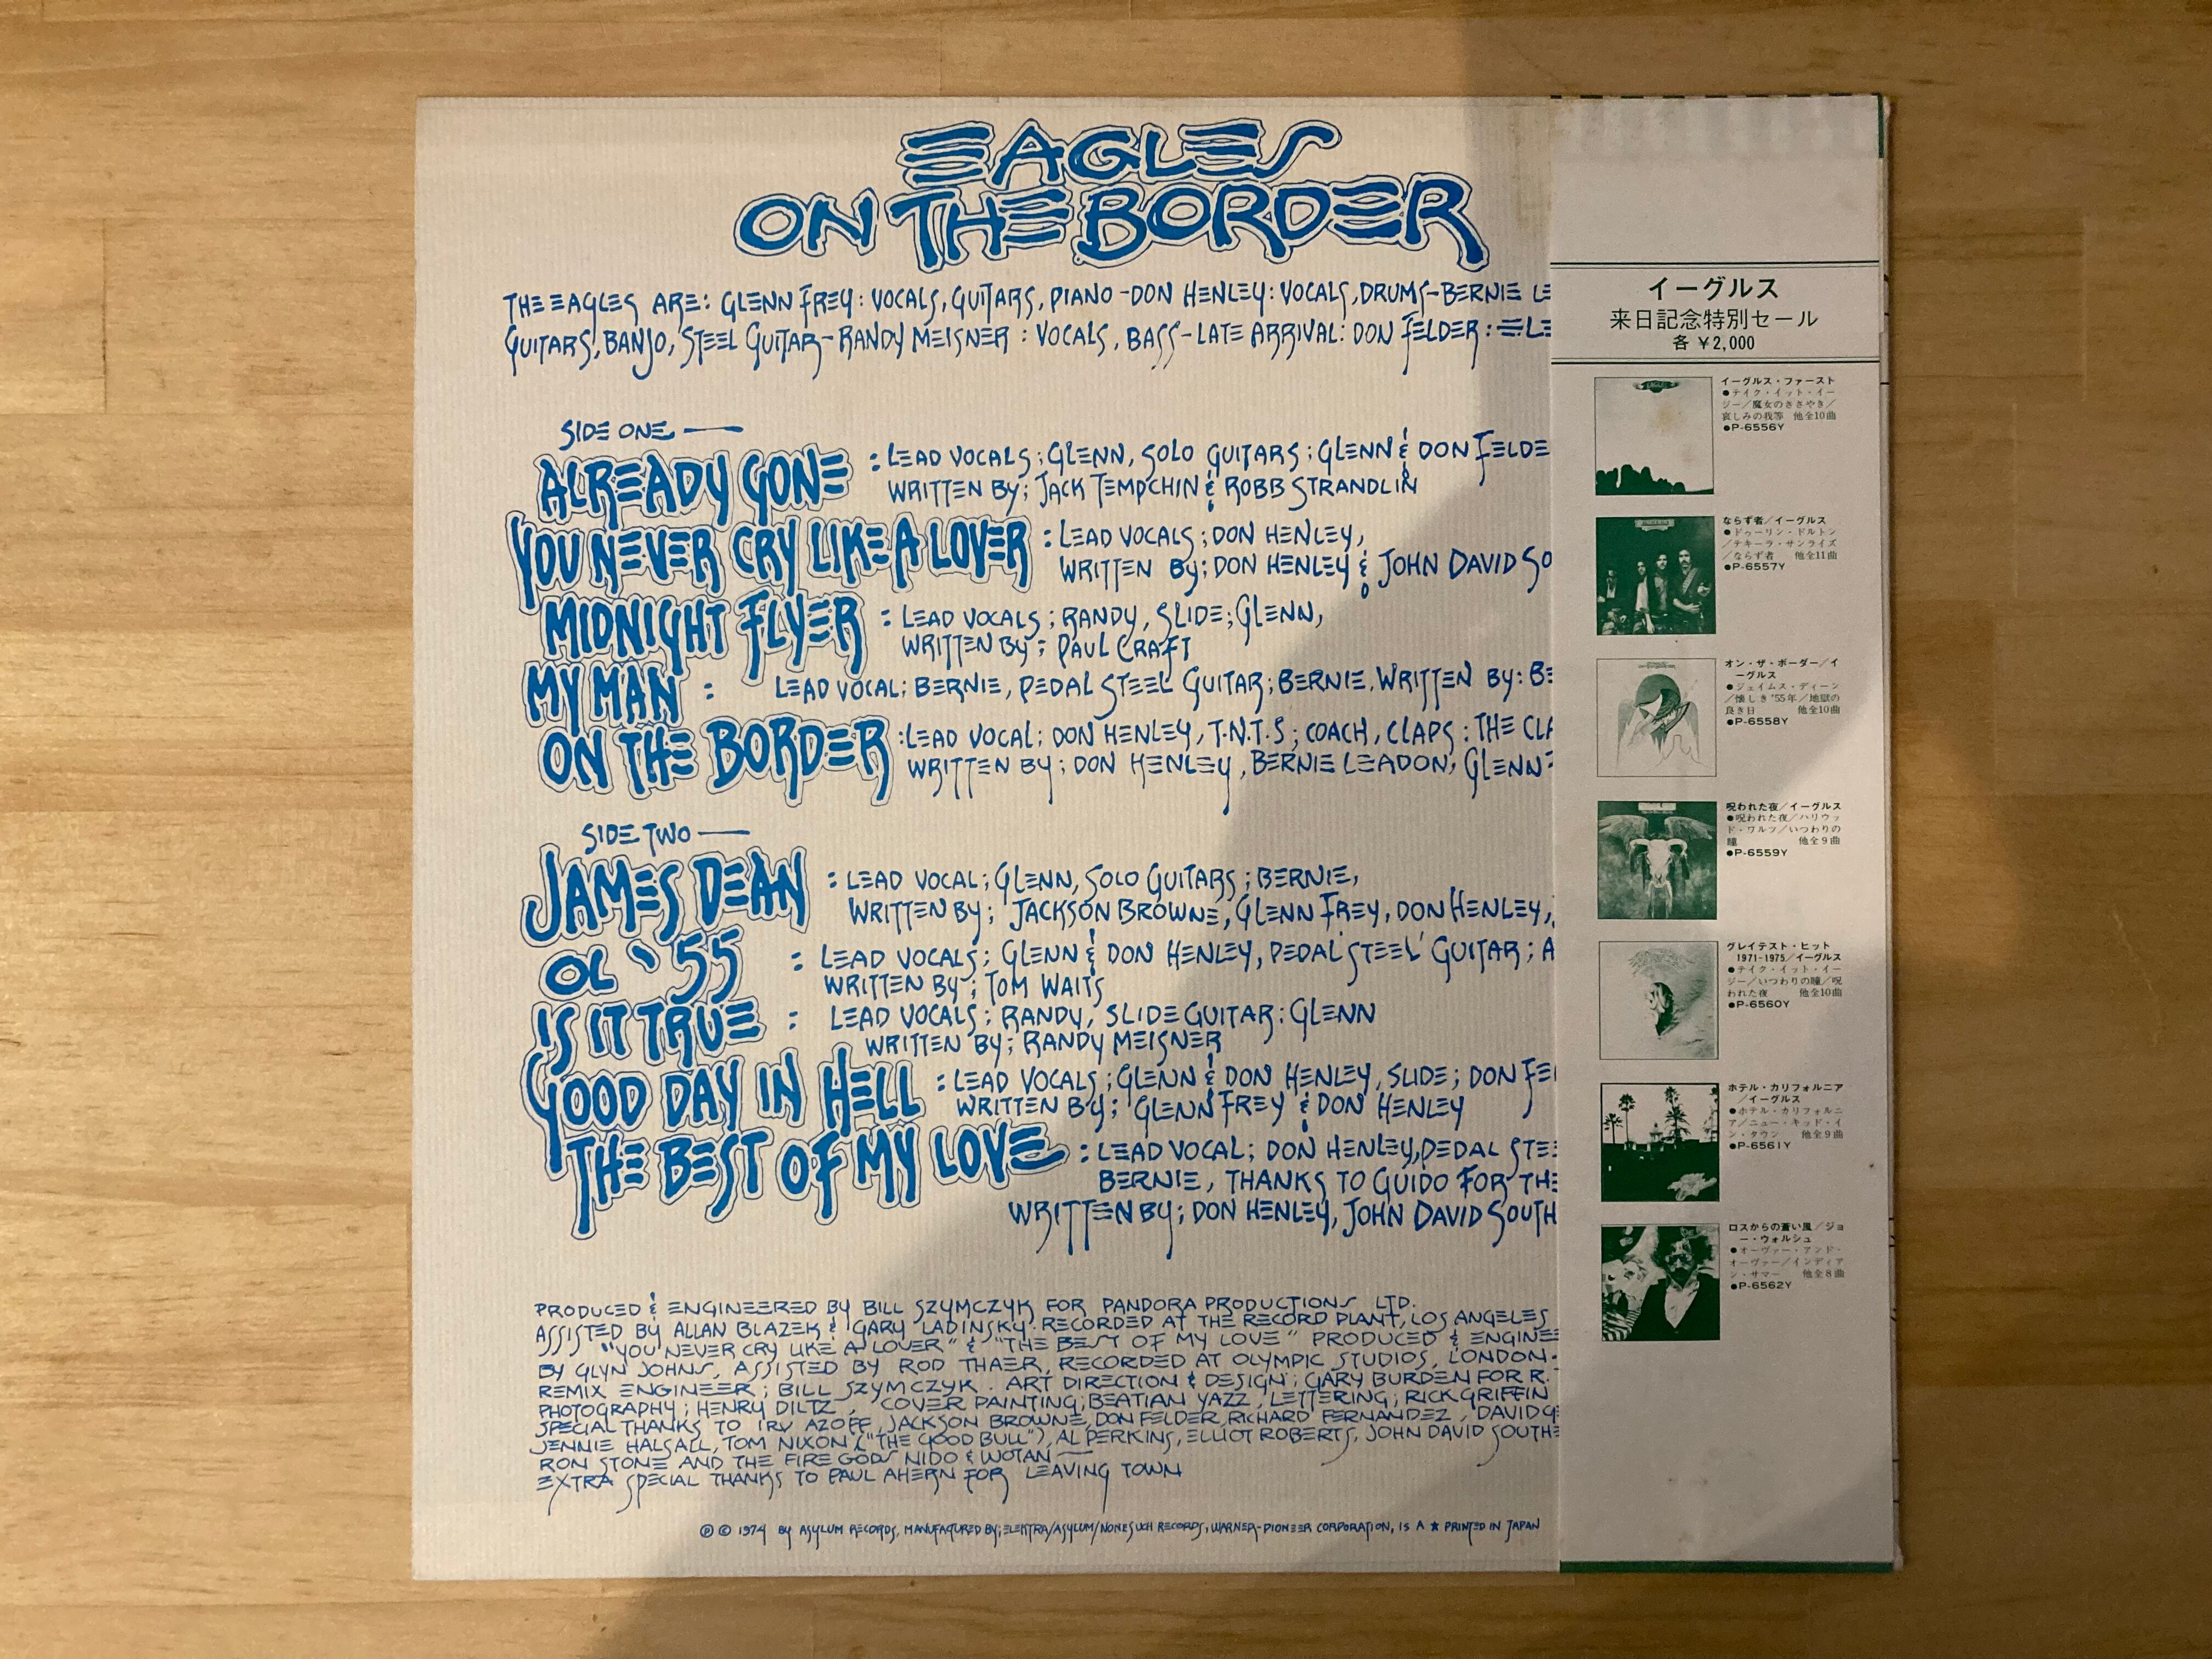 EAGLES
ON THE BORDER
THE EAGLES ARE: GLENN FREY: VOCALS, GUITARS, PIANO - DON HENLEY: VOCALS, DRUMS - BERNIE LE
GUITARS, BANJO, STEEL GUITAR - RANDY MEISNER : VOCALS, BASS - LATE ARRIVAL: DON FELDER: ELE
SIDE ONE —
ALREADY GONE : LEAD VOCALS; GLENN, SOLO GUITARS; GLENN & DON FELDE
WRITTEN BY; JACK TEMPCHIN & ROBB STRANDLIN
YOU NEVER CRY LIKE A LOVER : LEAD VOCALS; DON HENLEY,
WRITTEN BY; DON HENLEY & JOHN DAVID SO
MIDNIGHT FLYER : LEAD VOCALS; RANDY, SLIDE; GLENN,
WRITTEN BY; PAUL CRAFT
MY MAN : LEAD VOCAL; BERNIE, PEDAL STEEL GUITAR; BERNIE. WRITTEN BY: BE
ON THE BORDER : LEAD VOCAL; DON HENLEY, T.N.T.S; COACH, CLAPS: THE CLA
WRITTEN BY; DON HENLEY, BERNIE LEADON, GLENN
SIDE TWO —
JAMES DEAN : LEAD VOCAL; GLENN, SOLO GUITARS; BERNIE,
WRITTEN BY; JACKSON BROWNE, GLENN FREY, DON HENLEY,
OL '55 : LEAD VOCALS; GLENN & DON HENLEY, PEDAL STEEL GUITAR; A
WRITTEN BY; TOM WAITS
IS IT TRUE : LEAD VOCALS; RANDY, SLIDE GUITAR: GLENN
WRITTEN BY; RANDY MEISNER
GOOD DAY IN HELL : LEAD VOCALS; GLENN & DON HENLEY, SLIDE; DON FEL
WRITTEN BY; GLENN FREY & DON HENLEY
THE BEST OF MY LOVE : LEAD VOCAL; DON HENLEY, PEDAL STE
BERNIE, THANKS TO GUIDO FOR THE
WRITTEN BY; DON HENLEY, JOHN DAVID SOUTH
PRODUCED & ENGINEERED BY BILL SZYMCZYK FOR PANDORA PRODUCTIONS LTD.
ASSISTED BY ALLAN BLAZEK & GARY LADINSKY. RECORDED AT THE RECORD PLANT, LOS ANGELES
"YOU NEVER CRY LIKE A LOVER" & "THE BEST OF MY LOVE" PRODUCED & ENGINEE
BY GLYN JOHNS, ASSISTED BY ROD THAER, RECORDED AT OLYMPIC STUDIOS, LONDON.
REMIX ENGINEER; BILL SZYMCZYK. ART DIRECTION & DESIGN; GARY BURDEN FOR R.
PHOTOGRAPHY; HENRY DILTZ, COVER PAINTING; BEATIAN YAZZ, LETTERING; RICK GRIFFIN
SPECIAL THANKS TO IRV AZOFF, JACKSON BROWNE, DON FELDER, RICHARD FERNANDEZ, DAVID G
JENNIE HALSALL, TOM NIXON ("THE GOOD BULL"), AL PERKINS, ELLIOT ROBERTS, JOHN DAVID SOUTHE
RON STONE AND THE FIRE GODS NIDO & WOTAN —
EXTRA SPECIAL THANKS TO PAUL AHERN FOR LEAVING TOWN
℗ © 1974 BY ASYLUM RECORDS, MANUFAQTURED BY; ELEKTRA/ASYLUM/NONESUCH RECORDS, WARNER-PIONEER CORPORATION, IS A ★ PRINTED IN JAPAN
イーグルス
来日記念特別セール
各 ¥2,000
イーグルス・ファースト
●テイク・イット・イー
ジー/魔女のささやき/
哀しみの我等 他全10曲
●P-6556Y
ならず者/イーグルス
●ドゥーリン・ドルトン
/テキーラ・サンライズ
/ならず者 他全11曲
●P-6557Y
オン・ザ・ボーダー/イ
ーグルス
●ジェイムス・ディーン
/懐しき'55年/地獄の
良き日 他全10曲
●P-6558Y
呪われた夜/イーグルス
●呪われた夜/ハリウッ
ド・ワルツ/いつわりの
瞳 他全9曲
●P-6559Y
グレイテスト・ヒット
1971-1975/イーグルス
●テイク・イット・イー
ジー/いつわりの瞳/呪
われた夜 他全10曲
●P-6560Y
ホテル・カリフォルニア
/イーグルス
●ホテル・カリフォルニ
ア/ニュー・キッド・イ
ン・タウン 他全9曲
●P-6561Y
ロスからの蒼い風/ジョ
ー・ウォルシュ
●オーヴァー・アンド・
オーヴァー/インディア
ン・サマー 他全8曲
●P-6562Y